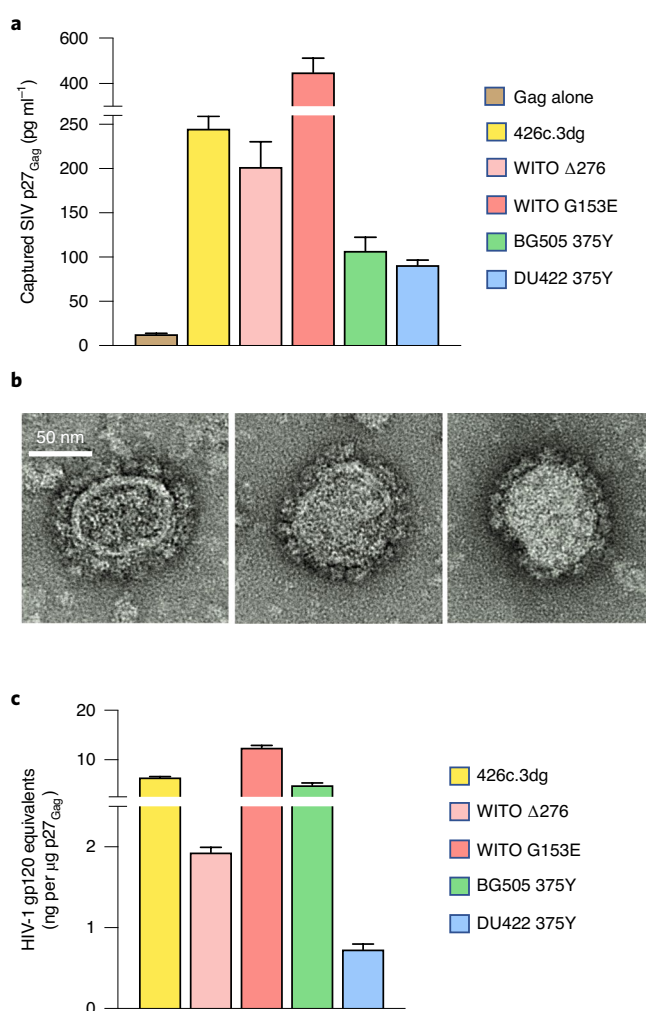 a
600
400
250
200
150
100
50
0
Captured SIV p27Gag (pg ml⁻¹)
Gag alone
426c.3dg
WITO Δ276
WITO G153E
BG505 375Y
DU422 375Y
b
50 nm
c
20
10
2
1
0
HIV-1 gp120 equivalents
(ng per μg p27Gag)
426c.3dg
WITO Δ276
WITO G153E
BG505 375Y
DU422 375Y